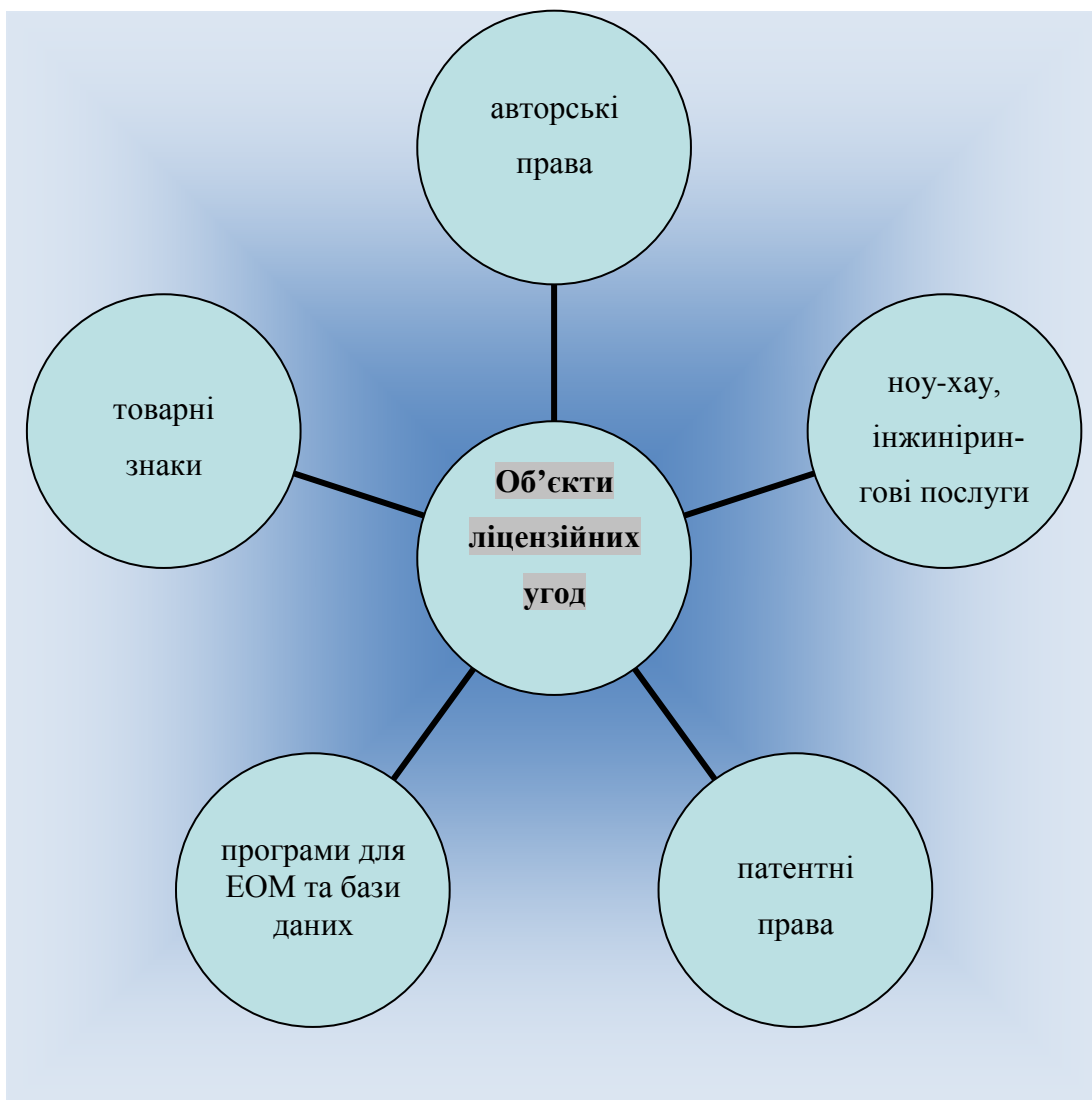 авторські
права
товарні
знаки
ноу-хау,
інжинірин-
гові послуги
Об’єкти
ліцензійних
угод
програми для
ЕОМ та бази
даних
патентні
права